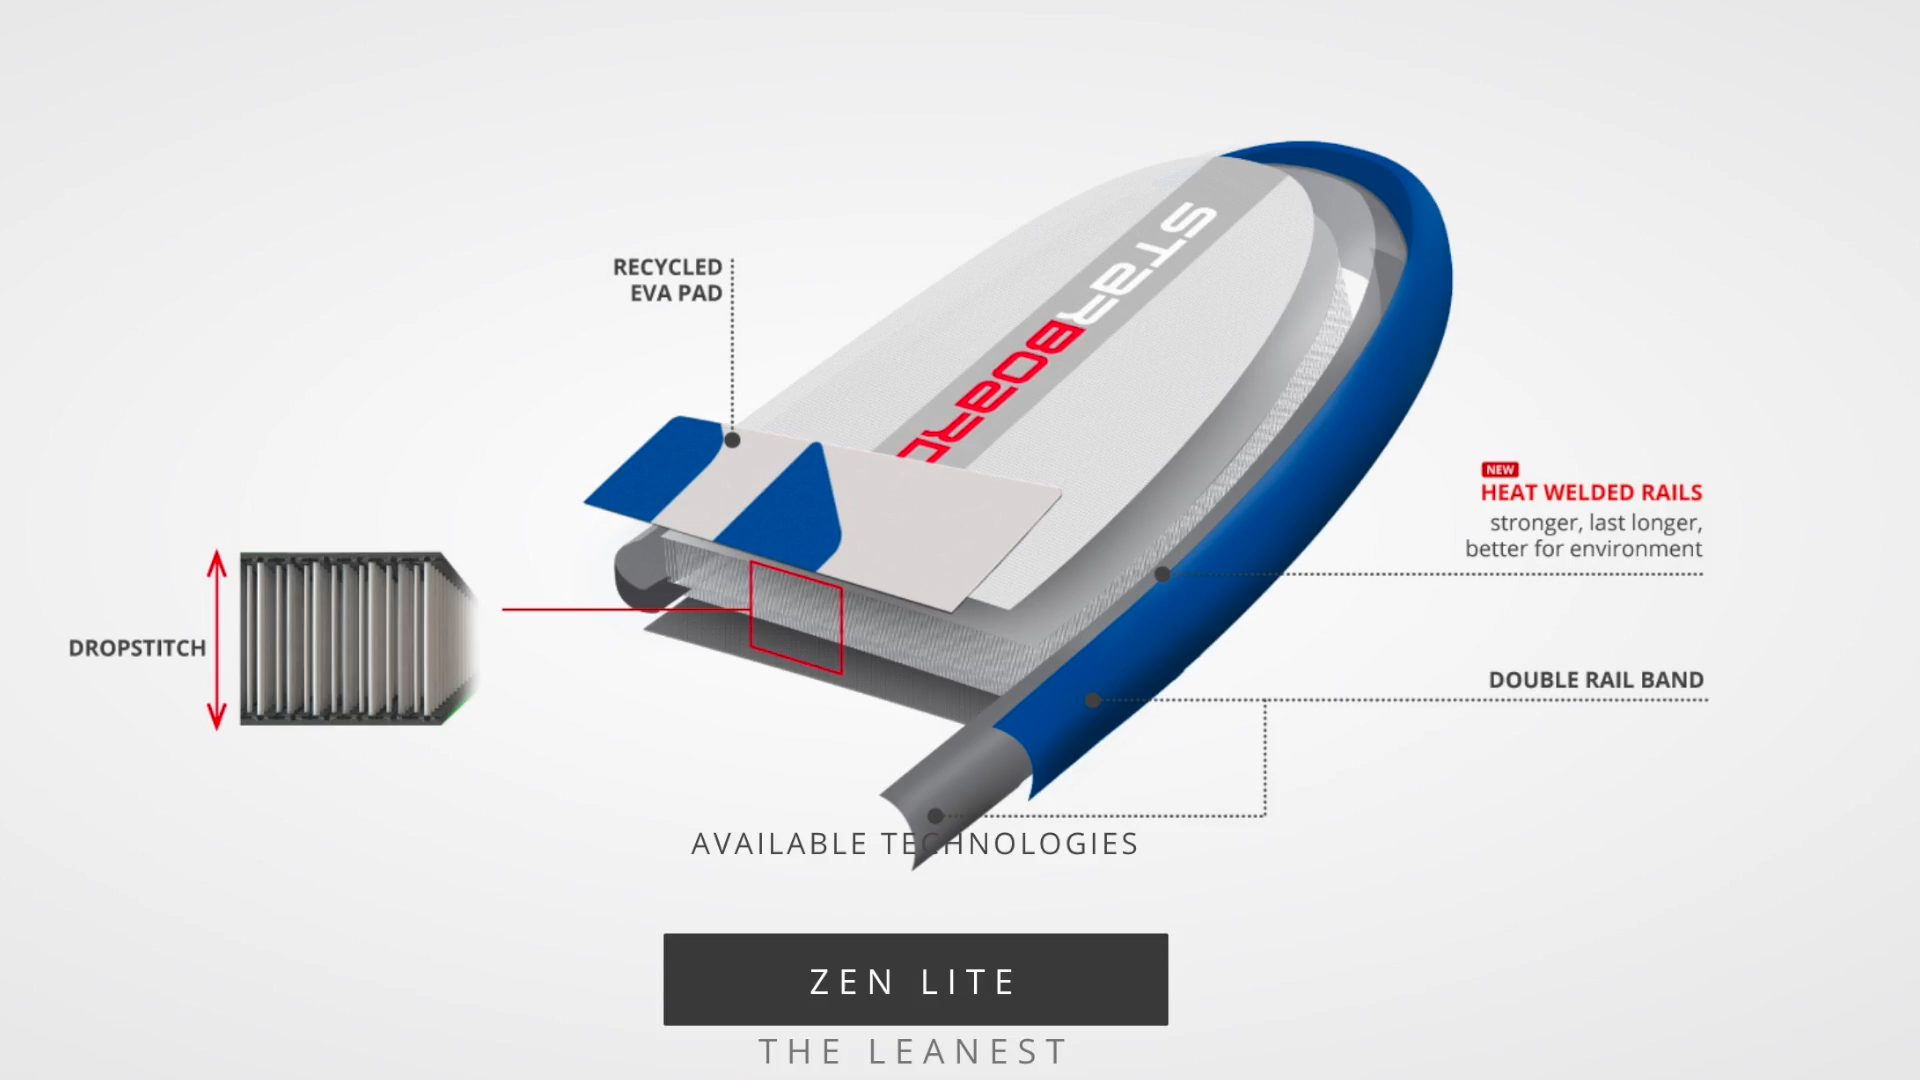 STARBOARD
RECYCLED
EVA PAD
NEW
HEAT WELDED RAILS
stronger, last longer,
better for environment
DROPSTITCH
DOUBLE RAIL BAND
AVAILABLE TECHNOLOGIES
ZEN LITE
THE LEANEST